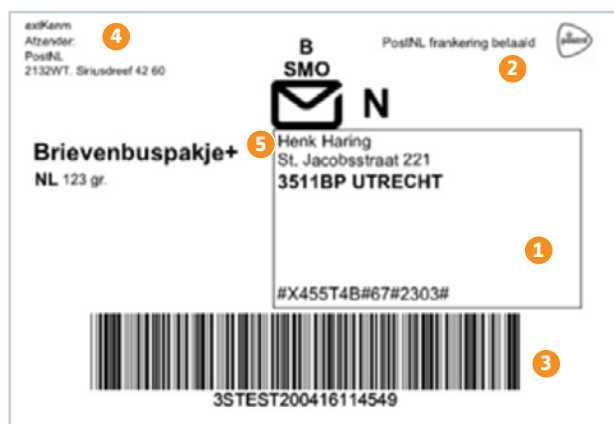 extKenm
Afzender:
PostNL
2132WT, Siriusdreef 42 60
4
B
SMO
N
PostNL frankering betaald
postnl
2
Brievenbuspakje+
NL 123 gr.
5
Henk Haring
St. Jacobsstraat 221
3511BP UTRECHT
1
#X455T4B#67#2303#
3
3STEST200416114549